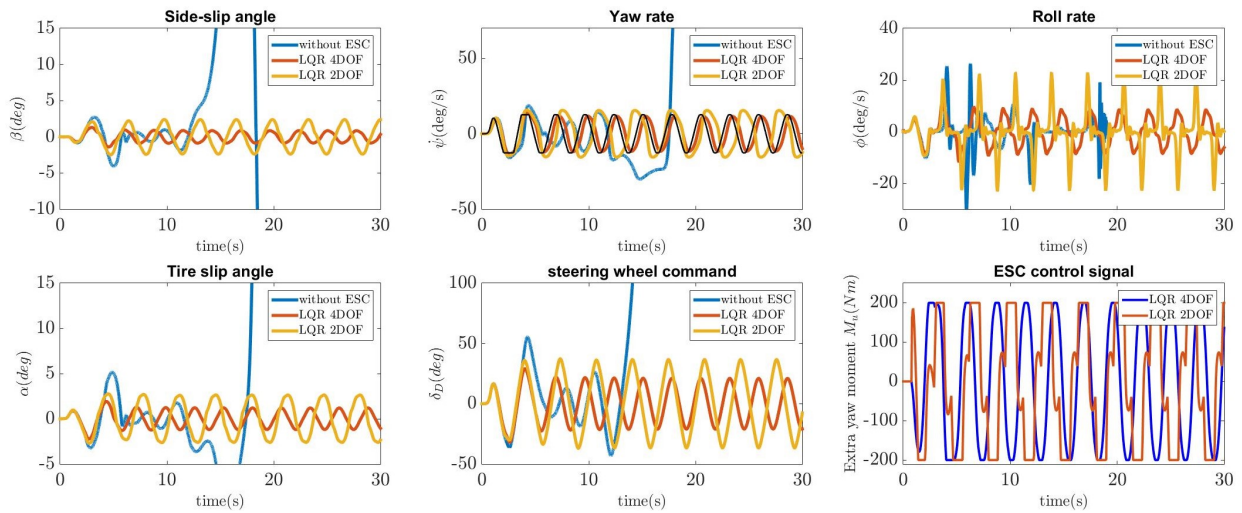 Side-slip angle
15
10
5
0
-5
-10
β(deg)
0
10
20
30
time(s)
without ESC
LQR 4DOF
LQR 2DOF
Yaw rate
50
0
-50
ψ̇(deg/s)
0
10
20
30
time(s)
without ESC
LQR 4DOF
LQR 2DOF
Roll rate
40
20
0
-20
ϕ̇(deg/s)
0
10
20
30
time(s)
without ESC
LQR 4DOF
LQR 2DOF
Tire slip angle
15
10
5
0
-5
α(deg)
0
10
20
30
time(s)
without ESC
LQR 4DOF
LQR 2DOF
steering wheel command
100
50
0
-50
δ_D(deg)
0
10
20
30
time(s)
without ESC
LQR 4DOF
LQR 2DOF
ESC control signal
200
100
0
-100
-200
Extra yaw moment M_u(Nm)
0
10
20
30
time(s)
LQR 4DOF
LQR 2DOF